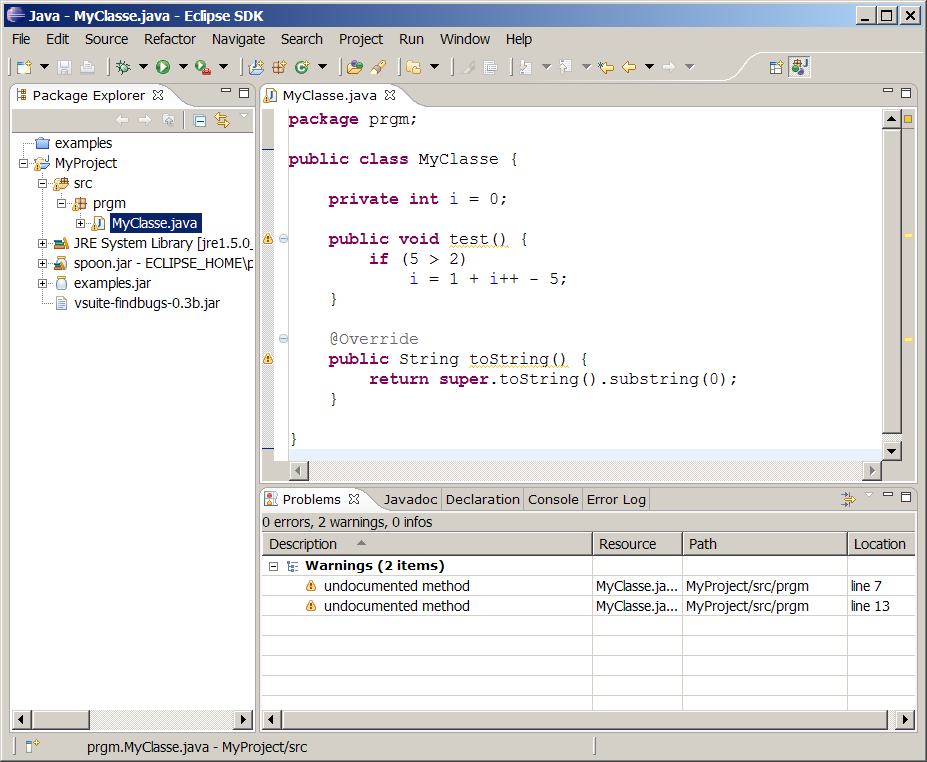 Java - MyClasse.java - Eclipse SDK
File Edit Source Refactor Navigate Search Project Run Window Help
Package Explorer
examples
MyProject
src
prgm
MyClasse.java
JRE System Library [jre1.5.0_
spoon.jar - ECLIPSE_HOME\p
examples.jar
vsuite-findbugs-0.3b.jar
MyClasse.java
package prgm;
public class MyClasse {
private int i = 0;
public void test() {
if (5 > 2)
i = 1 + i++ - 5;
}
@Override
public String toString() {
return super.toString().substring(0);
}
}
Problems Javadoc Declaration Console Error Log
0 errors, 2 warnings, 0 infos
Description Resource Path Location
Warnings (2 items)
undocumented method MyClasse.ja... MyProject/src/prgm line 7
undocumented method MyClasse.ja... MyProject/src/prgm line 13
prgm.MyClasse.java - MyProject/src